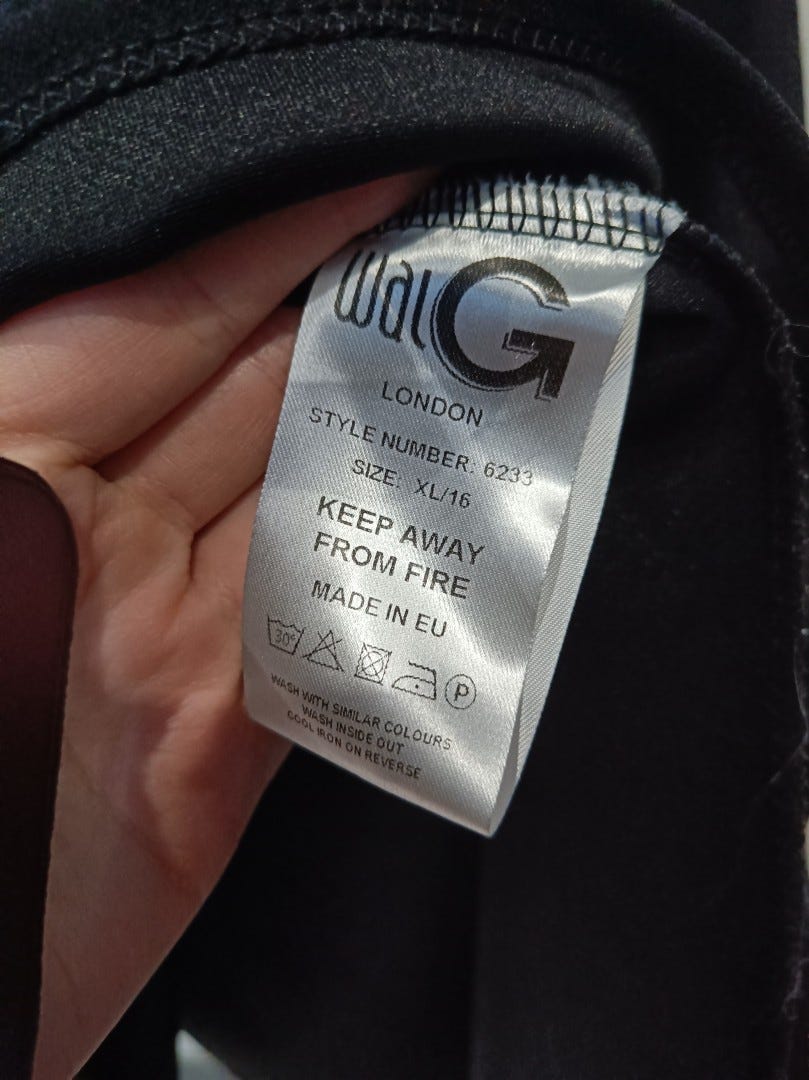 Wal G
LONDON
STYLE NUMBER: 6233
SIZE: XL/16
KEEP AWAY
FROM FIRE
MADE IN EU
30° P
WASH WITH SIMILAR COLOURS
WASH INSIDE OUT
COOL IRON ON REVERSE